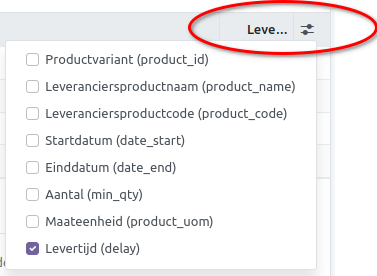 Leve...
Productvariant (product_id)
Leveranciersproductnaam (product_name)
Leveranciersproductcode (product_code)
Startdatum (date_start)
Einddatum (date_end)
Aantal (min_qty)
Maateenheid (product_uom)
Levertijd (delay)